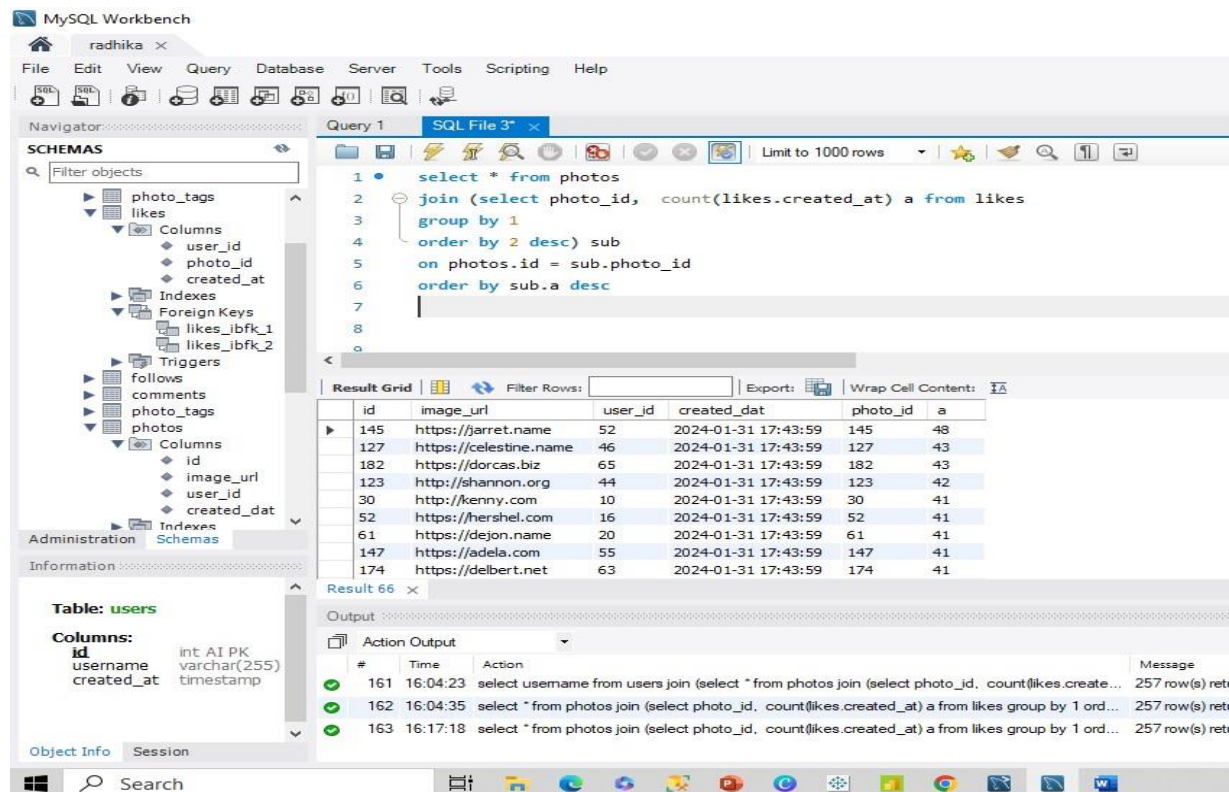 MySQL Workbench
radhika ×
File Edit View Query Database Server Tools Scripting Help
Navigator
SCHEMAS
Filter objects
photo_tags
likes
Columns
user_id
photo_id
created_at
Indexes
Foreign Keys
likes_ibfk_1
likes_ibfk_2
Triggers
follows
comments
photo_tags
photos
Columns
id
image_url
user_id
created_dat
Indexes
Administration Schemas
Information
Table: users
Columns:
id int AI PK
username varchar(255)
created_at timestamp
Object Info Session
Query 1 SQL File 3* ×
Limit to 1000 rows
1 select * from photos
2 join (select photo_id, count(likes.created_at) a from likes
3 group by 1
4 order by 2 desc) sub
5 on photos.id = sub.photo_id
6 order by sub.a desc
7
8
9
Result Grid Filter Rows: Export: Wrap Cell Content:
id image_url user_id created_dat photo_id a
145 https://jarret.name 52 2024-01-31 17:43:59 145 48
127 https://celestine.name 46 2024-01-31 17:43:59 127 43
182 https://dorcas.biz 65 2024-01-31 17:43:59 182 43
123 http://shannon.org 44 2024-01-31 17:43:59 123 42
30 http://kenny.com 10 2024-01-31 17:43:59 30 41
52 https://hershel.com 16 2024-01-31 17:43:59 52 41
61 https://dejon.name 20 2024-01-31 17:43:59 61 41
147 https://adela.com 55 2024-01-31 17:43:59 147 41
174 https://delbert.net 63 2024-01-31 17:43:59 174 41
Result 66 ×
Output
Action Output
# Time Action Message
161 16:04:23 select username from users join (select * from photos join (select photo_id, count(likes.create... 257 row(s) ret
162 16:04:35 select * from photos join (select photo_id, count(likes.created_at) a from likes group by 1 ord... 257 row(s) ret
163 16:17:18 select * from photos join (select photo_id, count(likes.created_at) a from likes group by 1 ord... 257 row(s) ret
Search